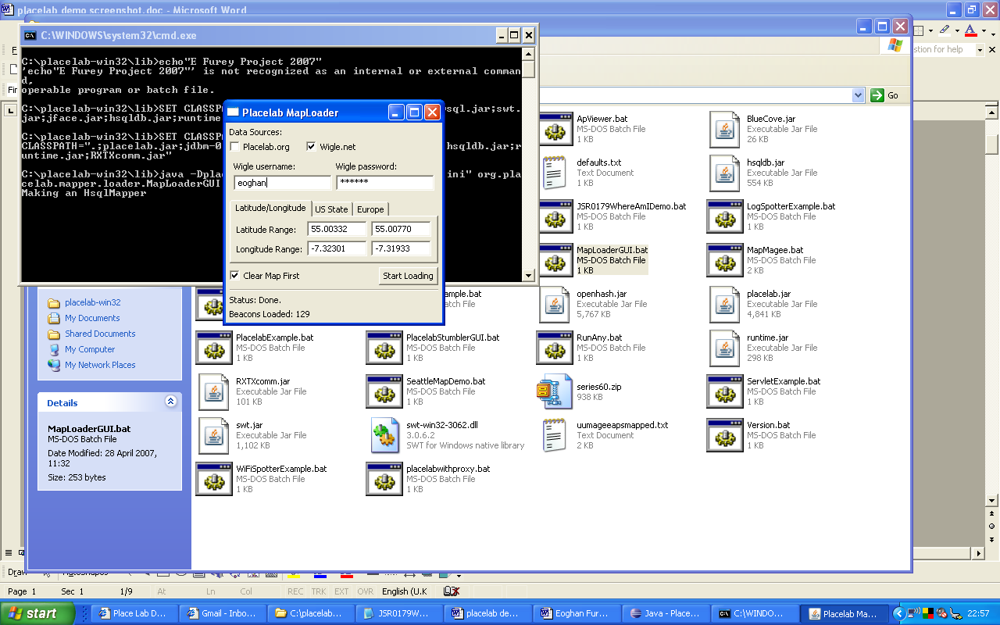 placelab demo screenshot.doc - Microsoft Word
C:\WINDOWS\system32\cmd.exe
C:\placelab-win32\lib>echo"E Furey Project 2007"
'echo"E Furey Project 2007"' is not recognized as an internal or external comman
d,
operable program or batch file.
C:\placelab-win32\lib>SET CLASSP
sql.jar;swt.
jar;jface.jar;hsqldb.jar;runtime
C:\placelab-win32\lib>SET CLASSP
CLASSPATH=".;placelab.jar;jdbm-0
hsqldb.jar;r
untime.jar;RXTXcomm.jar"
C:\placelab-win32\lib>java -Dpla
ini" org.pla
celab.mapper.loader.MapLoaderGUI
Making an HsqlMapper
Placelab MapLoader
Data Sources:
Placelab.org
Wigle.net
Wigle username:
Wigle password:
eoghan
******
Latitude/Longitude
US State
Europe
Latitude Range:
55.00332
55.00770
Longitude Range:
-7.32301
-7.31933
Clear Map First
Start Loading
Status: Done.
Beacons Loaded: 129
stion for help
Go
ApViewer.bat
MS-DOS Batch File
1 KB
BlueCove.jar
Executable Jar File
26 KB
defaults.txt
Text Document
1 KB
hsqldb.jar
Executable Jar File
554 KB
JSR0179WhereAmIDemo.bat
MS-DOS Batch File
1 KB
LogSpotterExample.bat
MS-DOS Batch File
1 KB
MapLoaderGUI.bat
MS-DOS Batch File
1 KB
MapMagee.bat
MS-DOS Batch File
2 KB
xample.bat
File
openhash.jar
Executable Jar File
5,767 KB
placelab.jar
Executable Jar File
4,841 KB
PlacelabExample.bat
MS-DOS Batch File
1 KB
PlacelabStumblerGUI.bat
MS-DOS Batch File
1 KB
RunAny.bat
MS-DOS Batch File
1 KB
runtime.jar
Executable Jar File
298 KB
RXTXcomm.jar
Executable Jar File
101 KB
SeattleMapDemo.bat
MS-DOS Batch File
1 KB
series60.zip
938 KB
ServletExample.bat
MS-DOS Batch File
1 KB
swt.jar
Executable Jar File
1,102 KB
swt-win32-3062.dll
3.0.6.2
SWT for Windows native library
uumageeapsmapped.txt
Text Document
2 KB
Version.bat
MS-DOS Batch File
1 KB
WiFiSpotterExample.bat
MS-DOS Batch File
1 KB
placelabwithproxy.bat
MS-DOS Batch File
1 KB
placelab-win32
My Documents
Shared Documents
My Computer
My Network Places
Details
MapLoaderGUI.bat
MS-DOS Batch File
Date Modified: 28 April 2007,
11:32
Size: 253 bytes
Page 1 Sec 1 1/9 At Ln Col REC TRK EXT OVR English (U.K
start
Place Lab D...
Gmail - Inbo...
C:\placelab...
JSR0179W...
placelab de...
Eoghan Fur...
Java - Place...
C:\WINDO...
Placelab Ma...
22:57